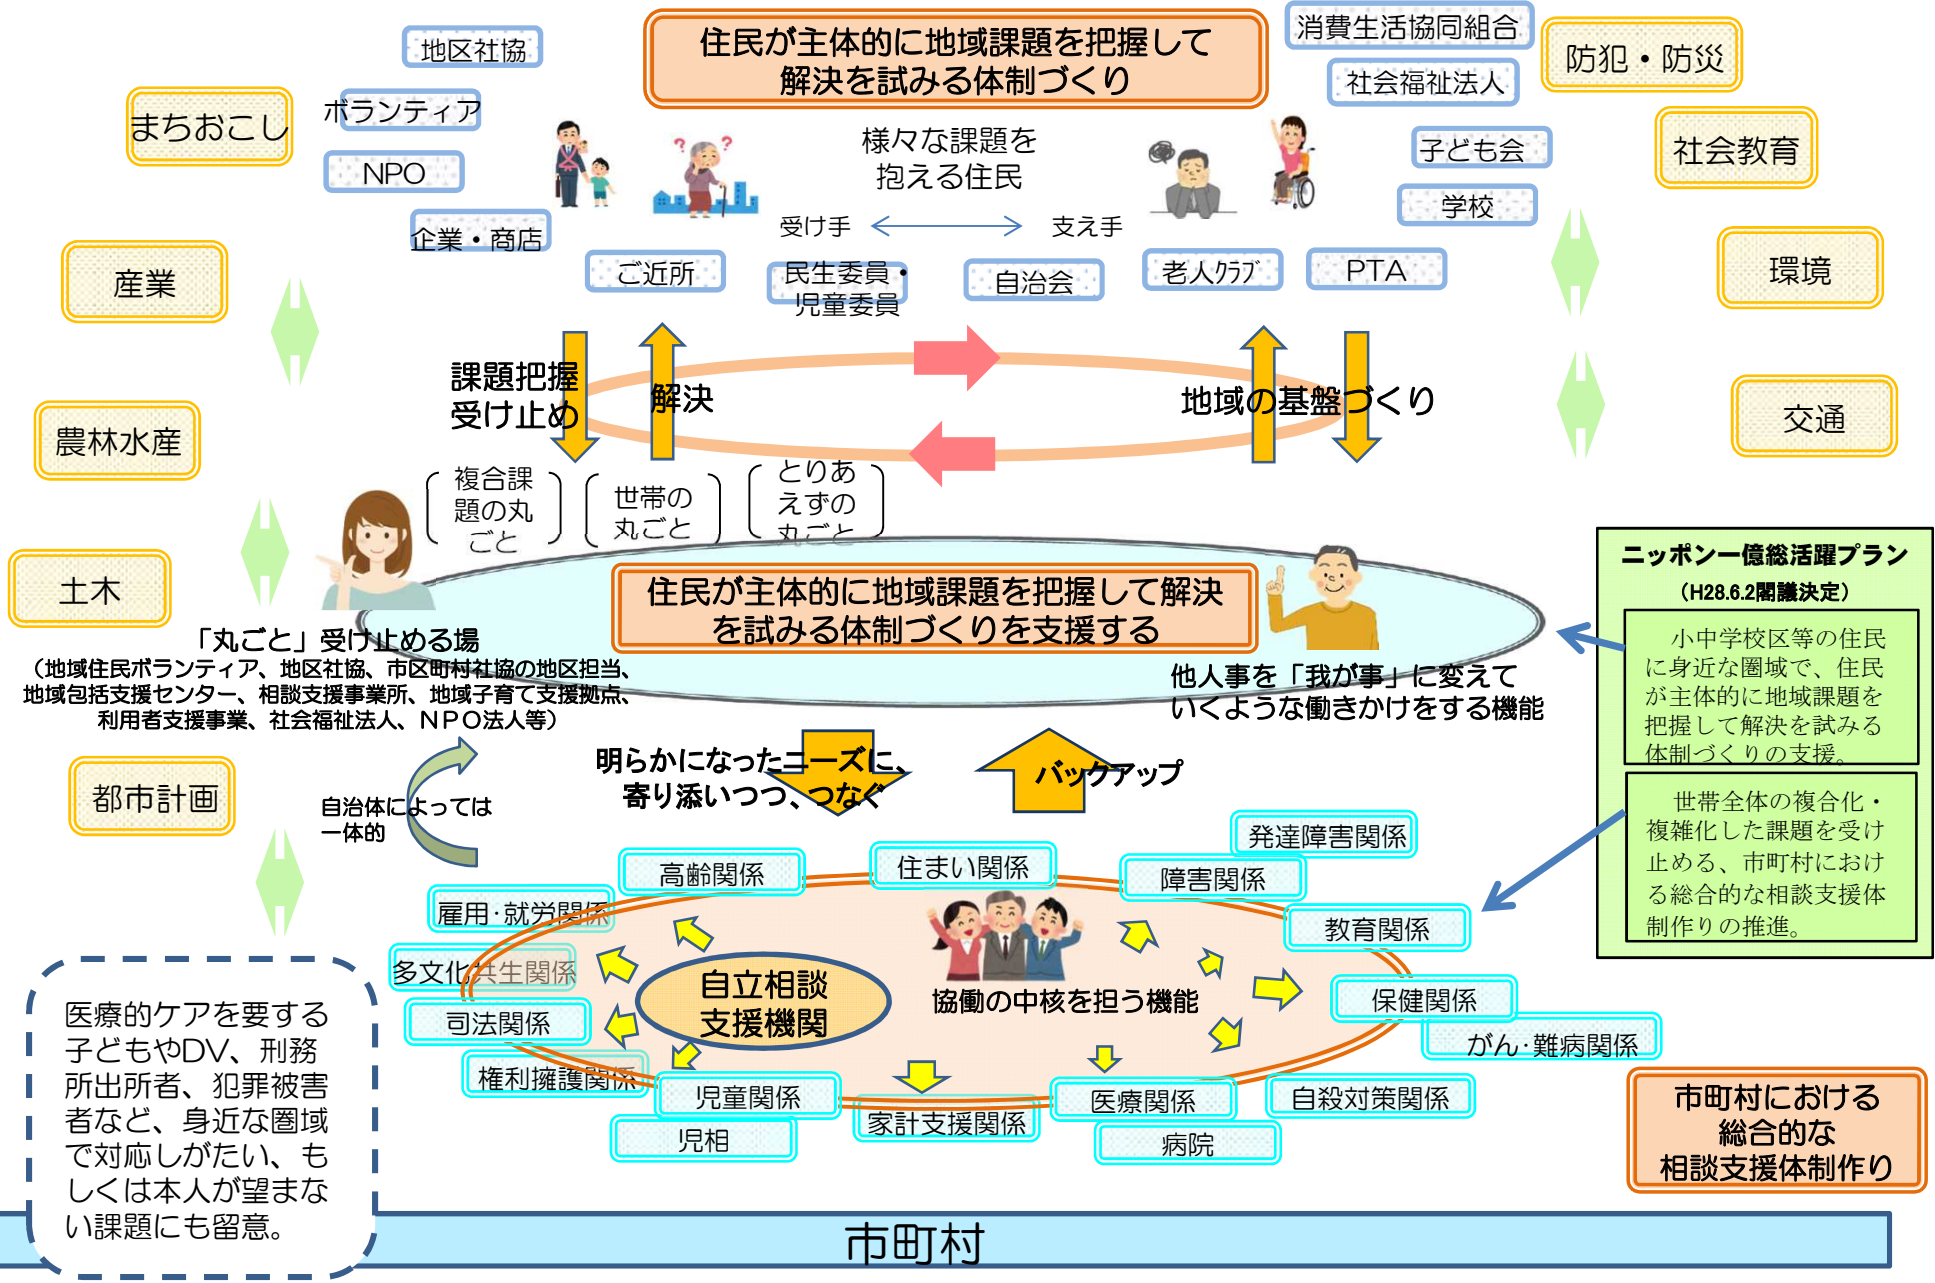 住民が主体的に地域課題を把握して
解決を試みる体制づくり
地区社協
ボランティア
NPO
企業・商店
ご近所
民生委員・
児童委員
自治会
老人クラブ
PTA
消費生活協同組合
社会福祉法人
子ども会
学校
様々な課題を
抱える住民
受け手
支え手
まちおこし
産業
農林水産
土木
都市計画
防犯・防災
社会教育
環境
交通
課題把握
受け止め
解決
地域の基盤づくり
複合課
題の丸
ごと
世帯の
丸ごと
とりあ
えずの
丸ごと
住民が主体的に地域課題を把握して解決
を試みる体制づくりを支援する
「丸ごと」受け止める場
（地域住民ボランティア、地区社協、市区町村社協の地区担当、
地域包括支援センター、相談支援事業所、地域子育て支援拠点、
利用者支援事業、社会福祉法人、ＮＰＯ法人等）
他人事を「我が事」に変えて
いくような働きかけをする機能
ニッポン一億総活躍プラン
（H28.6.2閣議決定）
小中学校区等の住民
に身近な圏域で、住民
が主体的に地域課題を
把握して解決を試みる
体制づくりの支援。
世帯全体の複合化・
複雑化した課題を受け
止める、市町村におけ
る総合的な相談支援体
制作りの推進。
自治体によっては
一体的
明らかになったニーズに、
寄り添いつつ、つなぐ
バックアップ
高齢関係
住まい関係
障害関係
発達障害関係
雇用・就労関係
教育関係
多文化共生関係
保健関係
司法関係
がん・難病関係
権利擁護関係
児童関係
児相
家計支援関係
医療関係
病院
自殺対策関係
自立相談
支援機関
協働の中核を担う機能
医療的ケアを要する
子どもやDV、刑務
所出所者、犯罪被害
者など、身近な圏域
で対応しがたい、も
しくは本人が望まな
い課題にも留意。
市町村における
総合的な
相談支援体制作り
市町村